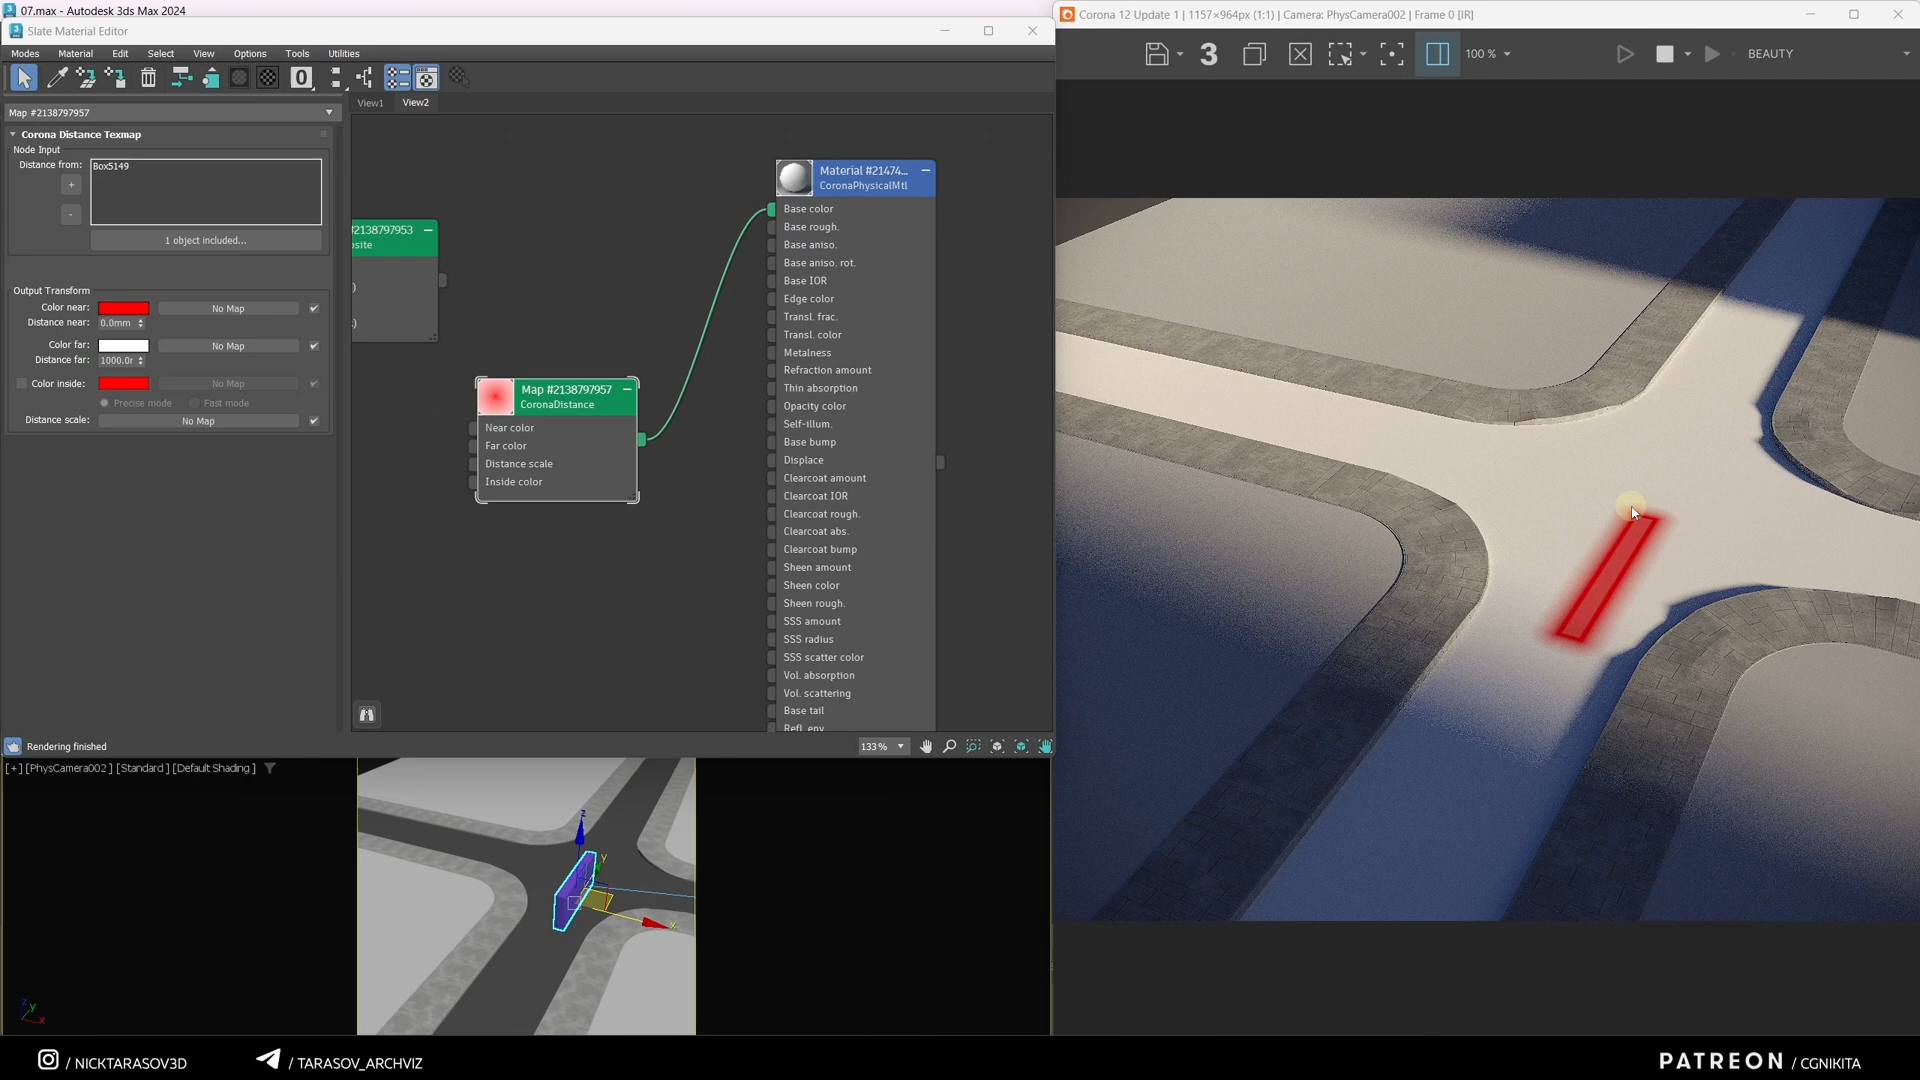 07.max - Autodesk 3ds Max 2024
Slate Material Editor
Modes Material Edit Select View Options Tools Utilities
Map #2138797957
Corona Distance Texmap
Node Input
Distance from:
Box5149
+
-
1 object included...
Output Transform
Color near: No Map
Distance near: 0.0mm
Color far: No Map
Distance far: 1000.0r
Color inside: No Map
Precise mode Fast mode
Distance scale: No Map
View1 View2
#2138797953
osite
)
)
Map #2138797957
CoronaDistance
Near color
Far color
Distance scale
Inside color
Material #21474...
CoronaPhysicalMtl
Base color
Base rough.
Base aniso.
Base aniso. rot.
Base IOR
Edge color
Transl. frac.
Transl. color
Metalness
Refraction amount
Thin absorption
Opacity color
Self-illum.
Base bump
Displace
Clearcoat amount
Clearcoat IOR
Clearcoat rough.
Clearcoat abs.
Clearcoat bump
Sheen amount
Sheen color
Sheen rough.
SSS amount
SSS radius
SSS scatter color
Vol. absorption
Vol. scattering
Base tail
Refl. env
Rendering finished
133%
[+] [PhysCamera002] [Standard] [Default Shading]
z
y
x
z
y
x
Corona 12 Update 1 | 1157×964px (1:1) | Camera: PhysCamera002 | Frame 0 [IR]
3
100 %
BEAUTY
/ NICKTARASOV3D
/ TARASOV_ARCHVIZ
PATREON / CGNIKITA